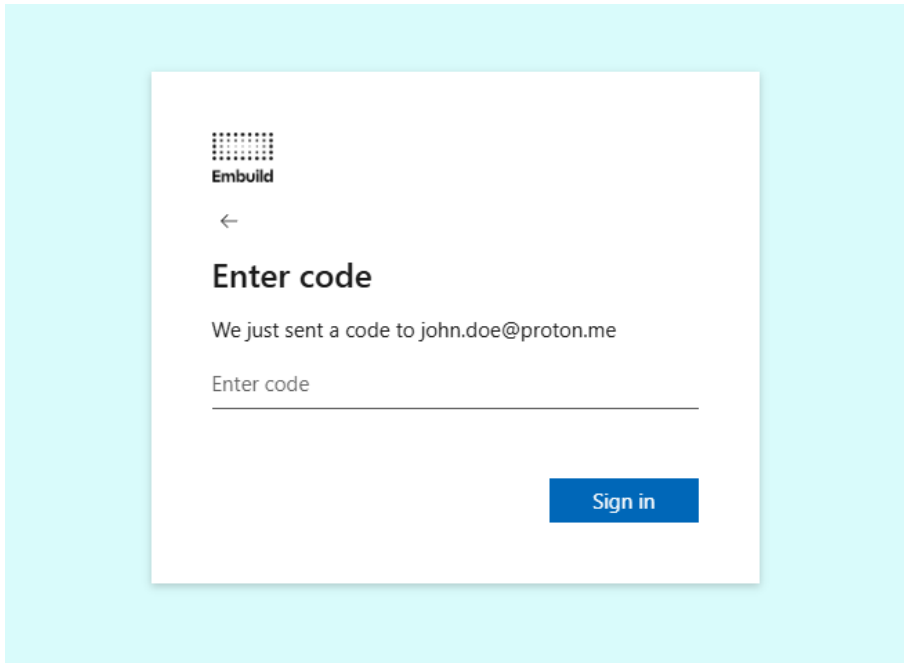 Embuild
Enter code
We just sent a code to john.doe@proton.me
Enter code
Sign in